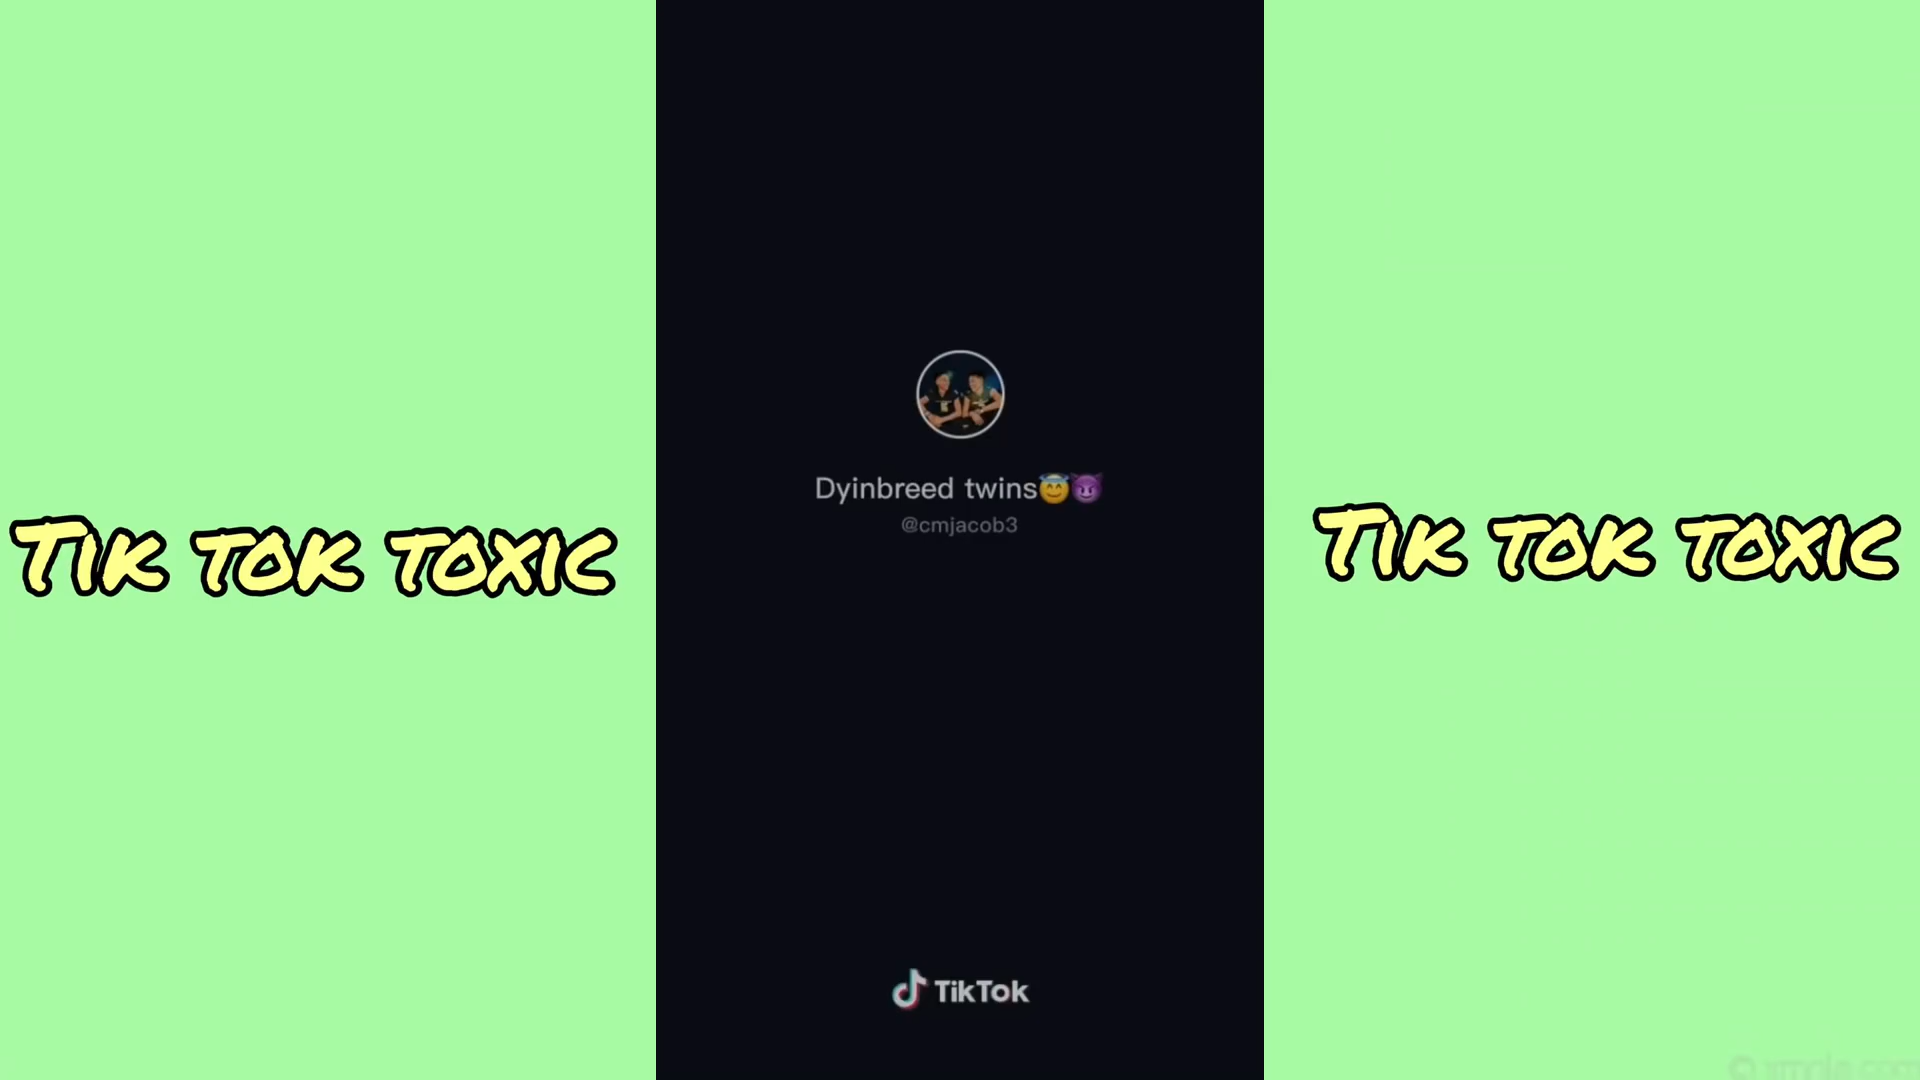 Tik tok toxic
Dyinbreed twins😇😈
@cmjacob3
TikTok
Tik tok toxic